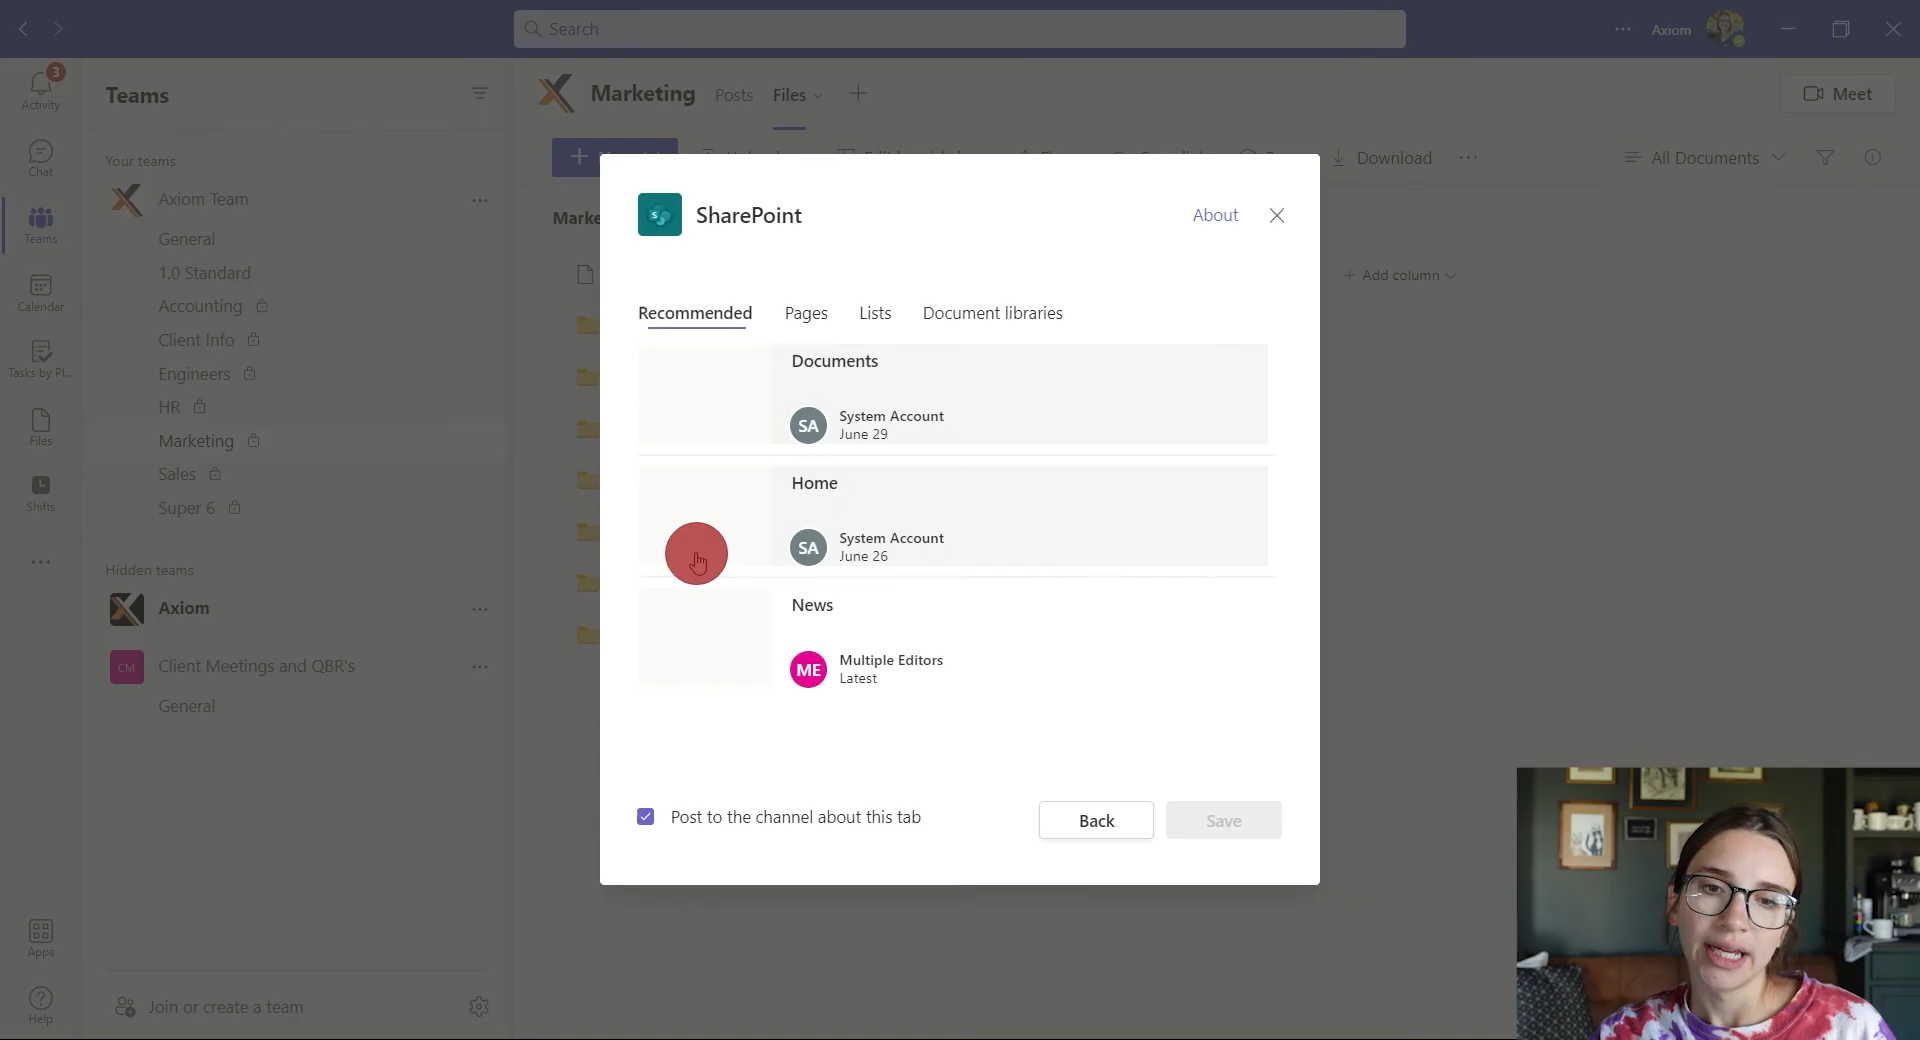 Search
Axiom
3
Activity
Chat
Teams
Calendar
Tasks by Pl...
Files
Shifts
Apps
Help
Teams
Your teams
Axiom Team
General
1.0 Standard
Accounting
Client Info
Engineers
HR
Marketing
Sales
Super 6
Hidden teams
Axiom
CM
Client Meetings and QBR's
General
Join or create a team
Marketing
Posts
Files
Meet
Download
All Documents
Marke
Add column
S
SharePoint
About
Recommended
Pages
Lists
Document libraries
Documents
SA
System Account
June 29
Home
SA
System Account
June 26
News
ME
Multiple Editors
Latest
Post to the channel about this tab
Back
Save